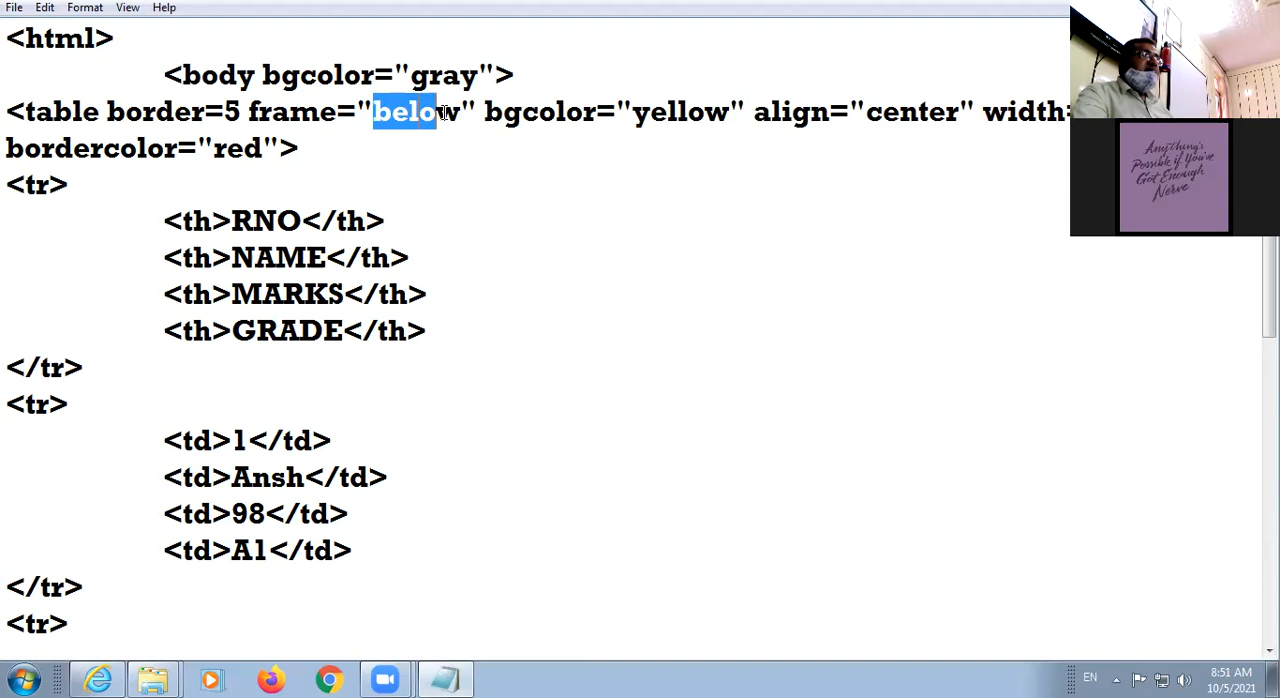 File Edit Format View Help
<html>
<body bgcolor="gray">
<table border=5 frame="below" bgcolor="yellow" align="center" width=
bordercolor="red">
<tr>
<th>RNO</th>
<th>NAME</th>
<th>MARKS</th>
<th>GRADE</th>
</tr>
<tr>
<td>1</td>
<td>Ansh</td>
<td>98</td>
<td>A1</td>
</tr>
<tr>
Anything's
Possible if You've
Got Enough
Nerve
EN
8:51 AM
10/5/2021